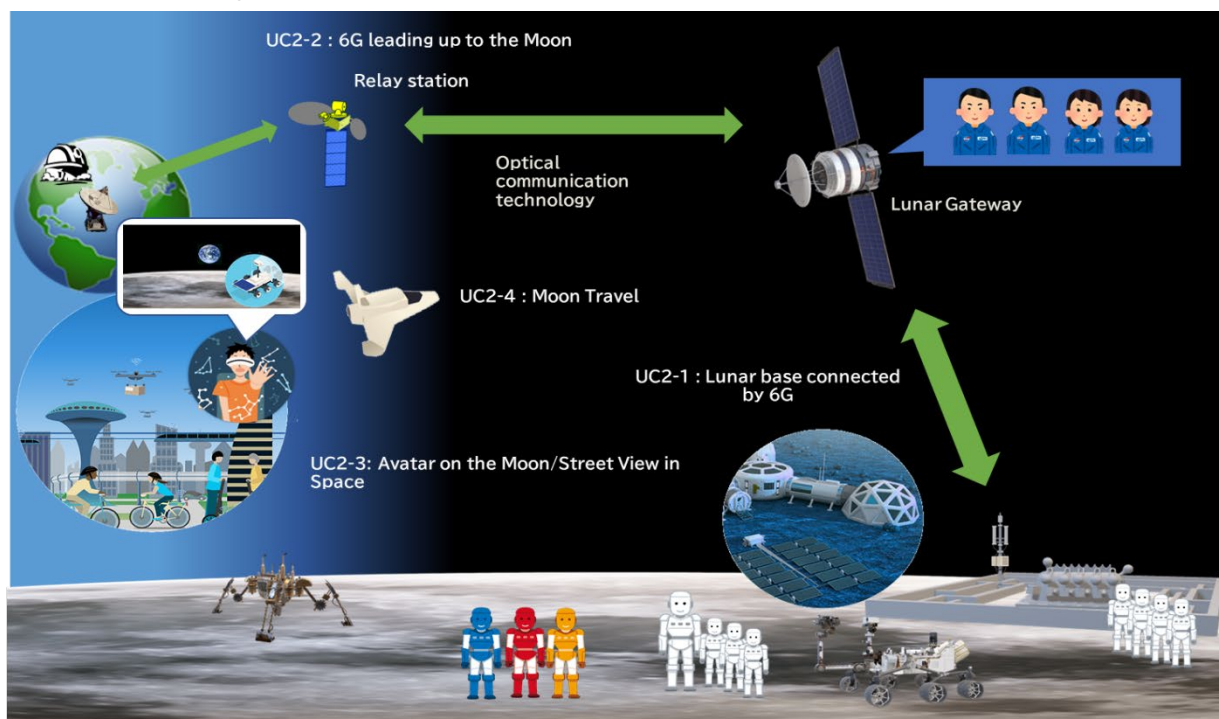 UC2-2 : 6G leading up to the Moon
Relay station
Optical
communication
technology
Lunar Gateway
UC2-4 : Moon Travel
UC2-1 : Lunar base connected
by 6G
UC2-3: Avatar on the Moon/Street View in
Space